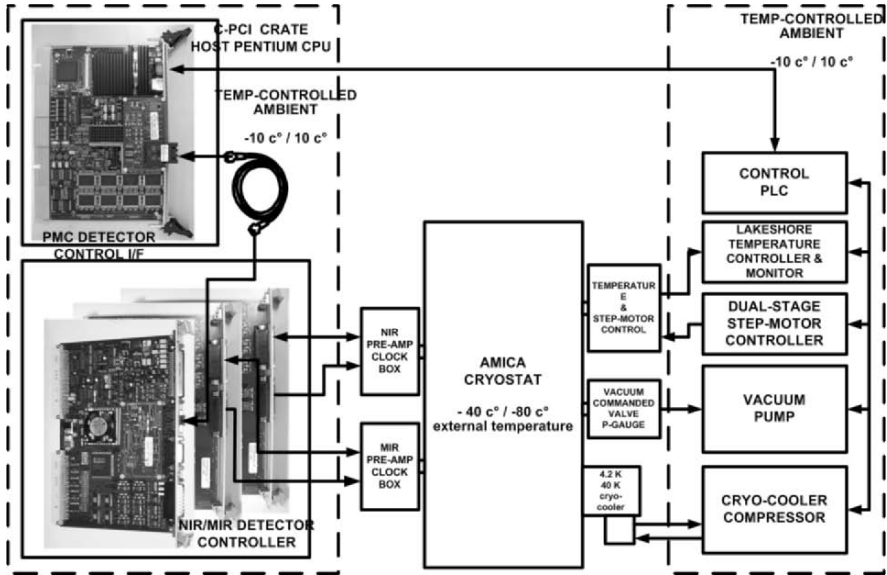 C-PCI CRATE
HOST PENTIUM CPU
TEMP-CONTROLLED
AMBIENT
-10 c° / 10 c°
PMC DETECTOR
CONTROL I/F
NIR/MIR DETECTOR
CONTROLLER
NIR
PRE-AMP
CLOCK
BOX
MIR
PRE-AMP
CLOCK
BOX
AMICA
CRYOSTAT
- 40 c° / -80 c°
external temperature
TEMPERATUR
E
&
STEP-MOTOR
CONTROL
VACUUM
COMMANDED
VALVE
P-GAUGE
4.2 K
40 K
cryo-
cooler
TEMP-CONTROLLED
AMBIENT
-10 c° / 10 c°
CONTROL
PLC
LAKESHORE
TEMPERATURE
CONTROLLER &
MONITOR
DUAL-STAGE
STEP-MOTOR
CONTROLLER
VACUUM
PUMP
CRYO-COOLER
COMPRESSOR